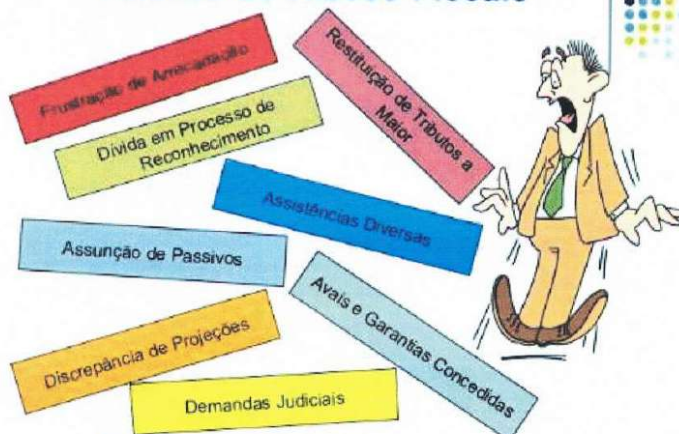 Frustração de Arrecadação
Dívida em Processo de
Reconhecimento
Restituição de Tributos a
Maior
Assistências Diversas
Assunção de Passivos
Avais e Garantias Concedidas
Discrepância de Projeções
Demandas Judiciais